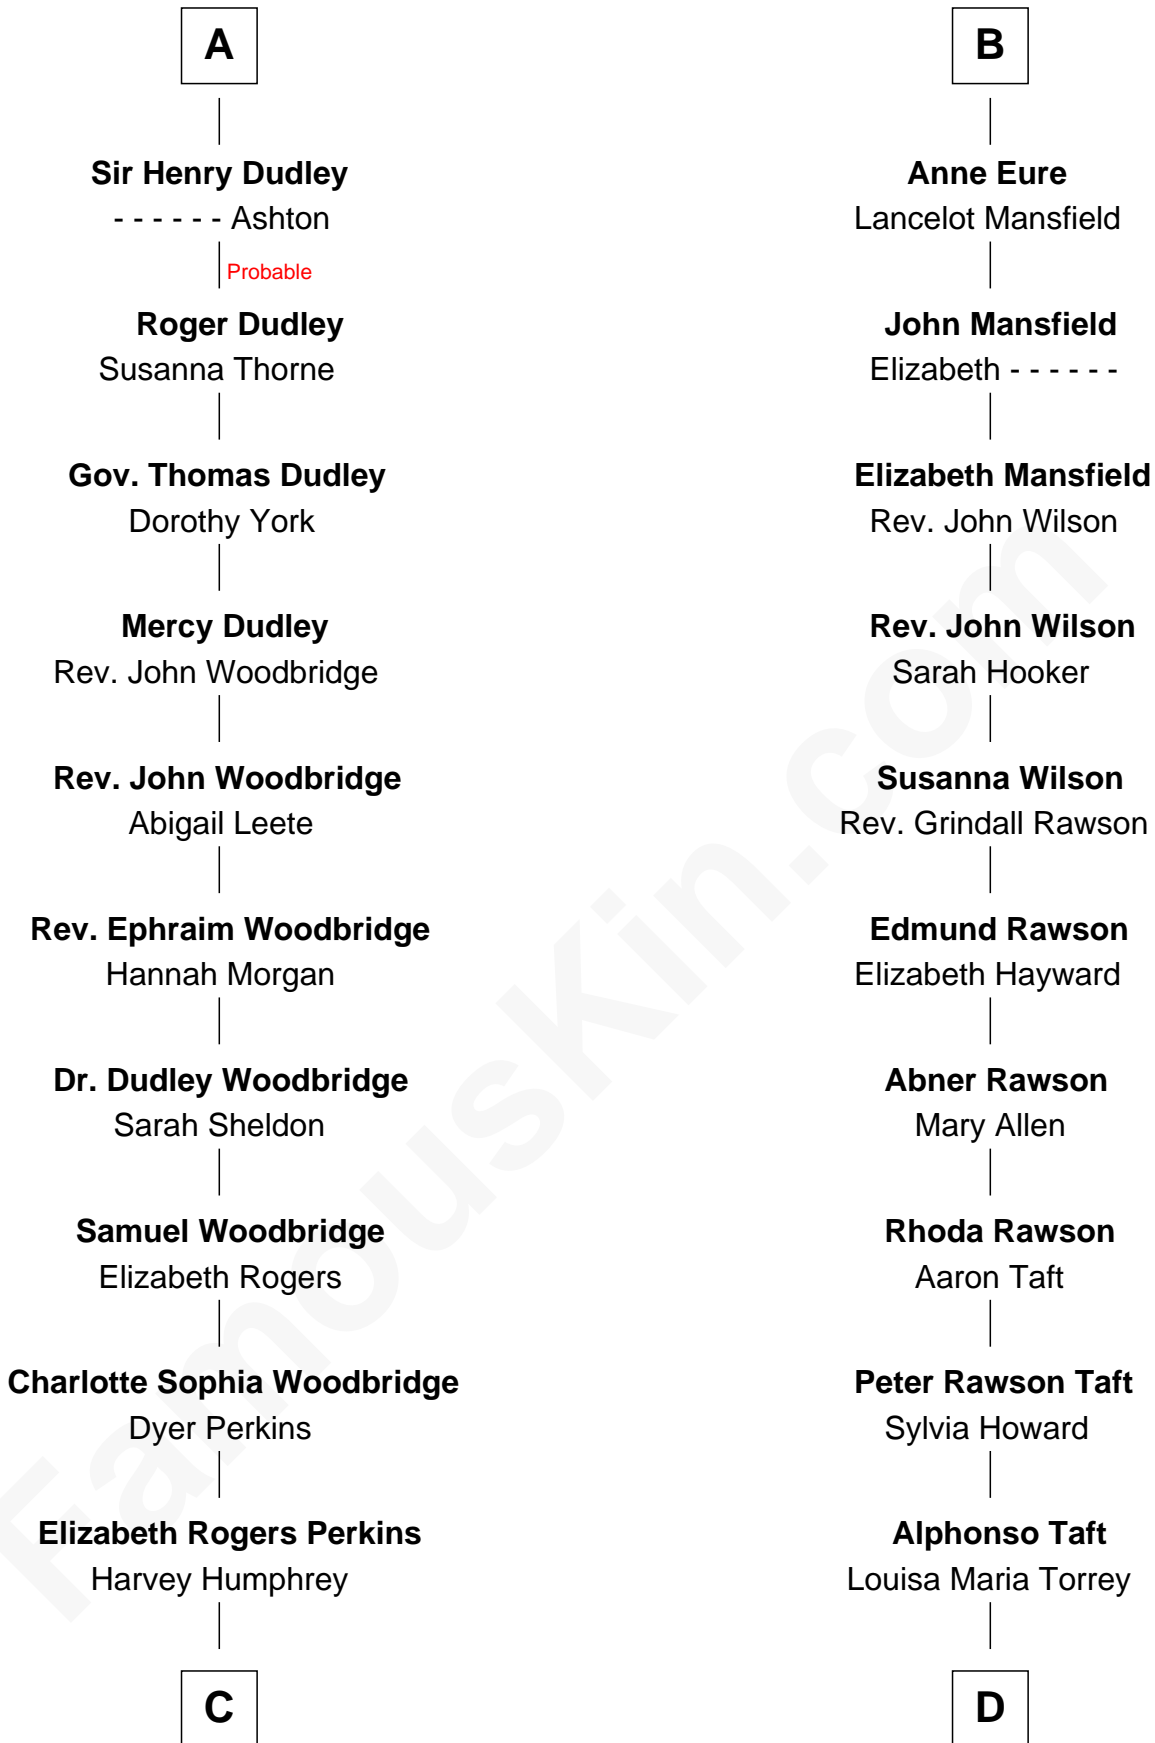 A
Sir Henry Dudley
- - - - - - Ashton
Probable
Roger Dudley
Susanna Thorne
Gov. Thomas Dudley
Dorothy York
Mercy Dudley
Rev. John Woodbridge
Rev. John Woodbridge
Abigail Leete
Rev. Ephraim Woodbridge
Hannah Morgan
Dr. Dudley Woodbridge
Sarah Sheldon
Samuel Woodbridge
Elizabeth Rogers
Charlotte Sophia Woodbridge
Dyer Perkins
Elizabeth Rogers Perkins
Harvey Humphrey
C
B
Anne Eure
Lancelot Mansfield
John Mansfield
Elizabeth - - - - - -
Elizabeth Mansfield
Rev. John Wilson
Rev. John Wilson
Sarah Hooker
Susanna Wilson
Rev. Grindall Rawson
Edmund Rawson
Elizabeth Hayward
Abner Rawson
Mary Allen
Rhoda Rawson
Aaron Taft
Peter Rawson Taft
Sylvia Howard
Alphonso Taft
Louisa Maria Torrey
D
FamousKin.com